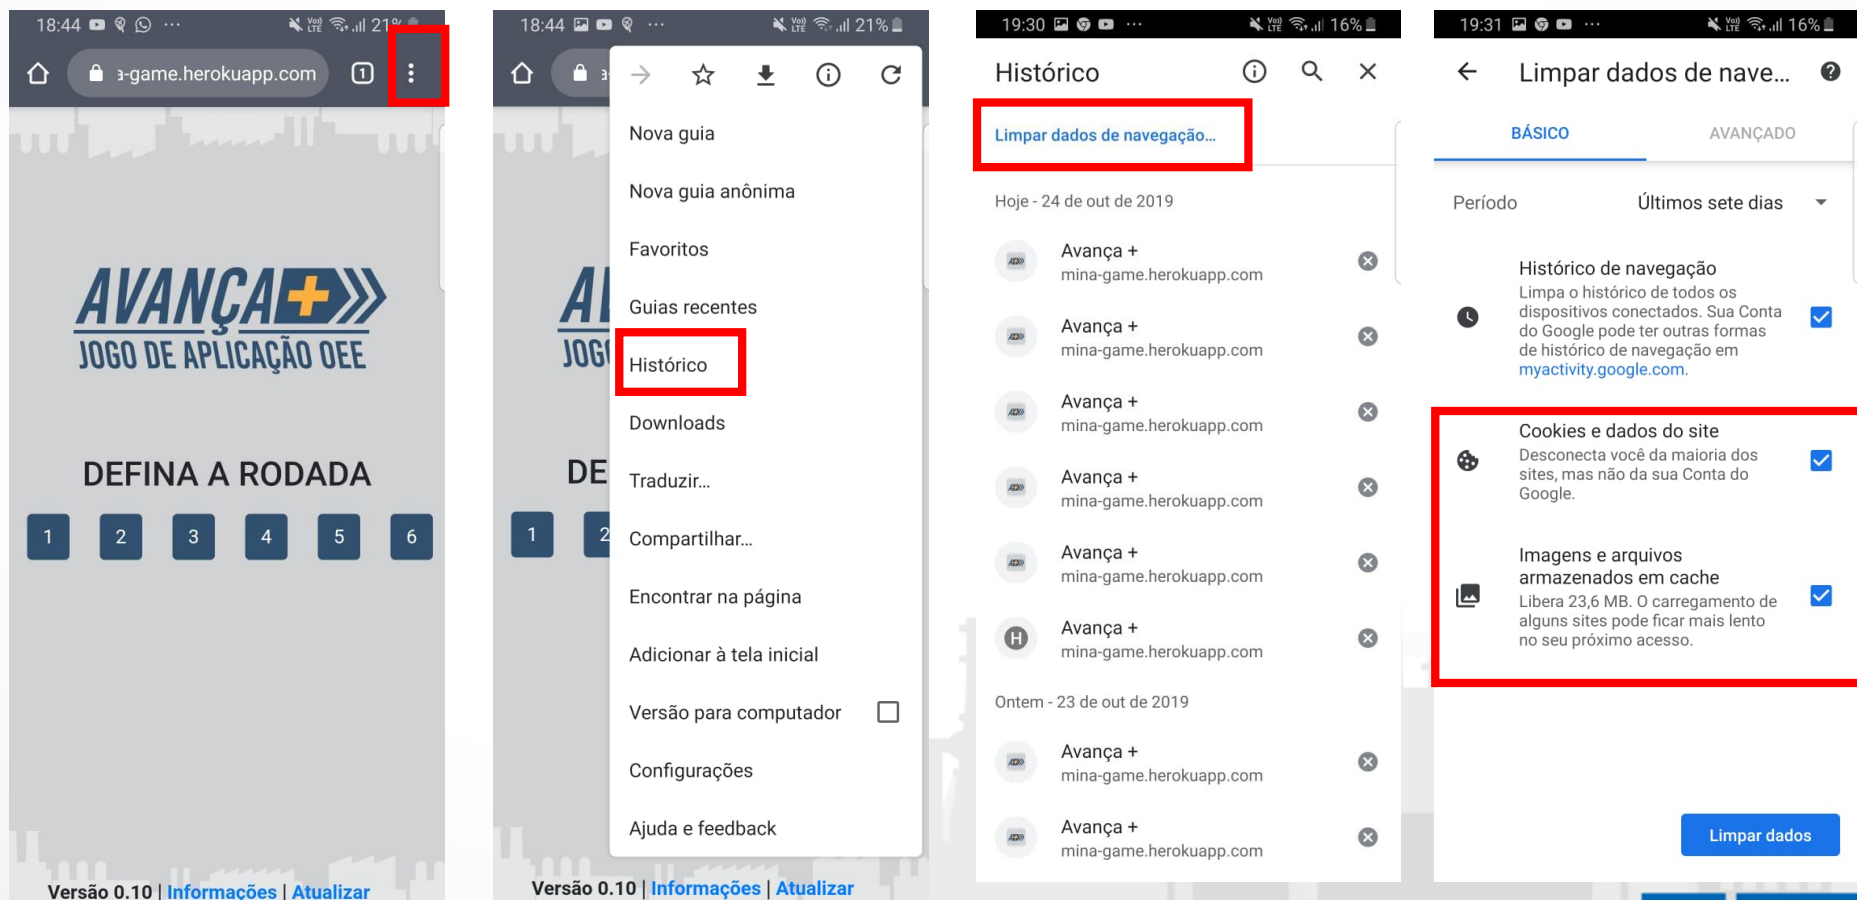 18:44
21%
a-game.herokuapp.com
1
AVANÇA+
JOGO DE APLICAÇÃO OEE
DEFINA A RODADA
1 2 3 4 5 6
Versão 0.10 | Informações | Atualizar
18:44
21%
Nova guia
Nova guia anônima
Favoritos
Guias recentes
Histórico
Downloads
Traduzir...
Compartilhar...
Encontrar na página
Adicionar à tela inicial
Versão para computador
Configurações
Ajuda e feedback
AV
JOG
DE
1 2
Versão 0.10 | Informações | Atualizar
19:30
16%
Histórico
Limpar dados de navegação...
Hoje - 24 de out de 2019
Avança +
mina-game.herokuapp.com
Avança +
mina-game.herokuapp.com
Avança +
mina-game.herokuapp.com
Avança +
mina-game.herokuapp.com
Avança +
mina-game.herokuapp.com
H
Avança +
mina-game.herokuapp.com
Ontem - 23 de out de 2019
Avança +
mina-game.herokuapp.com
Avança +
mina-game.herokuapp.com
19:31
16%
Limpar dados de nave...
BÁSICO AVANÇADO
Período Últimos sete dias
Histórico de navegação
Limpa o histórico de todos os
dispositivos conectados. Sua Conta
do Google pode ter outras formas
de histórico de navegação em
myactivity.google.com.
Cookies e dados do site
Desconecta você da maioria dos
sites, mas não da sua Conta do
Google.
Imagens e arquivos
armazenados em cache
Libera 23,6 MB. O carregamento de
alguns sites pode ficar mais lento
no seu próximo acesso.
Limpar dados